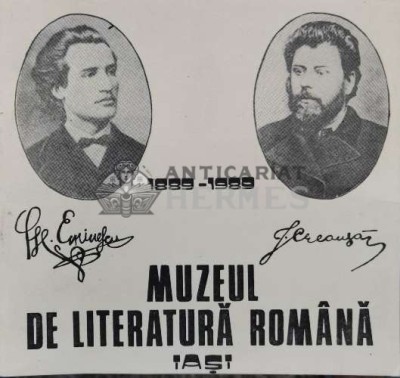 ANTICARIAT
HERMES
1889-1989
M. Eminescu
I. Creangă
MUZEUL
DE LITERATURĂ ROMÂNĂ
IAȘI